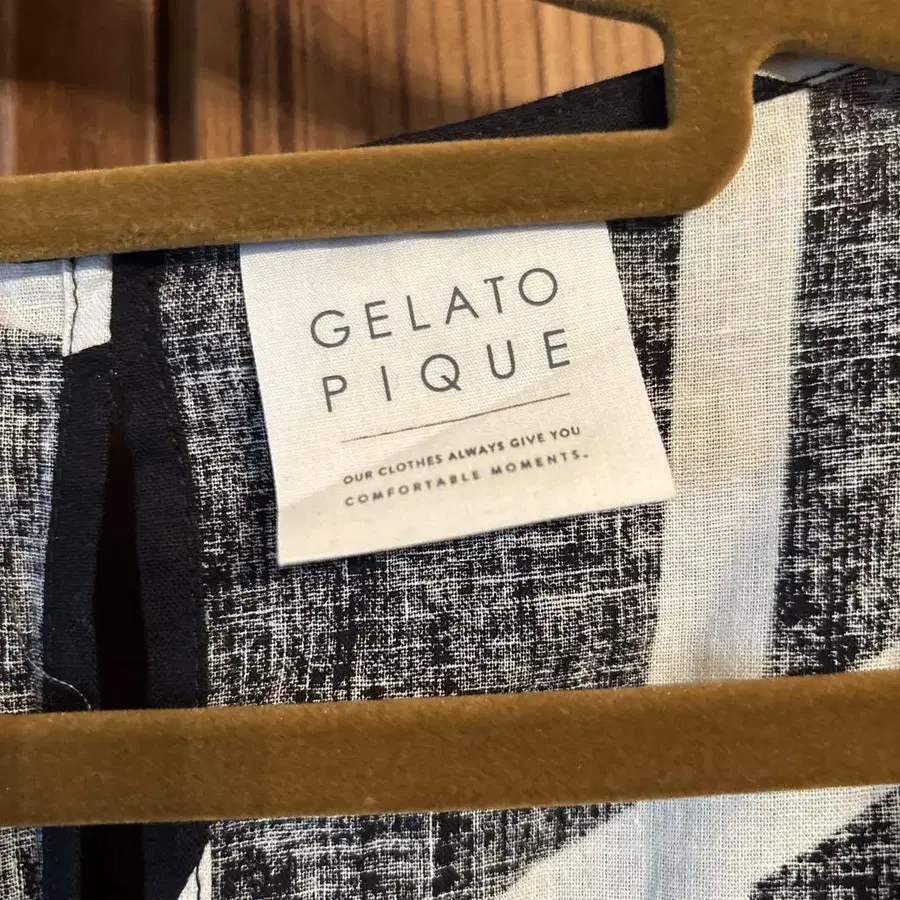 GELATO
PIQUE
OUR CLOTHES ALWAYS GIVE YOU
COMFORTABLE MOMENTS.